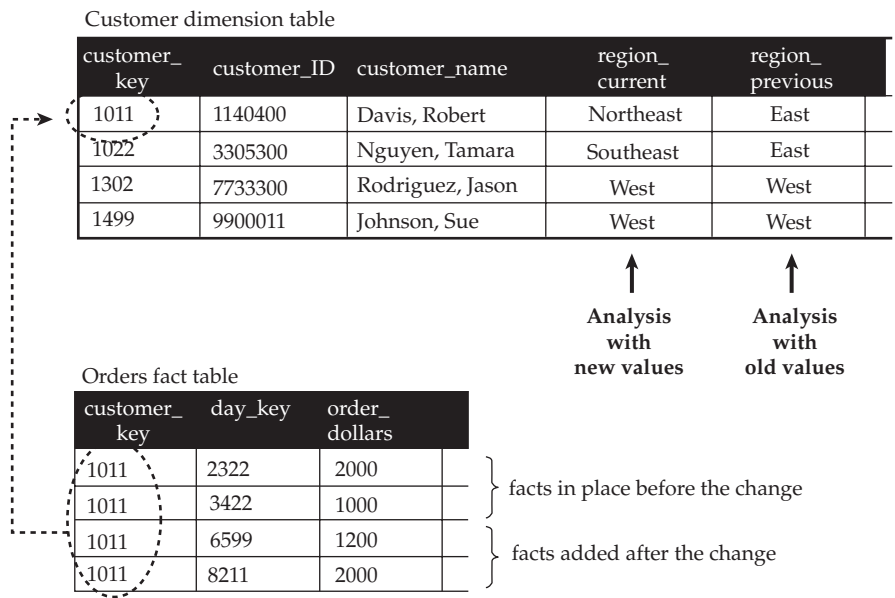 Customer dimension table
customer_ key customer_ID customer_name region_ current region_ previous
1011 1140400 Davis, Robert Northeast East
1022 3305300 Nguyen, Tamara Southeast East
1302 7733300 Rodriguez, Jason West West
1499 9900011 Johnson, Sue West West
Analysis with new values
Analysis with old values
Orders fact table
customer_ key day_key order_ dollars
1011 2322 2000
1011 3422 1000
facts in place before the change
1011 6599 1200
1011 8211 2000
facts added after the change